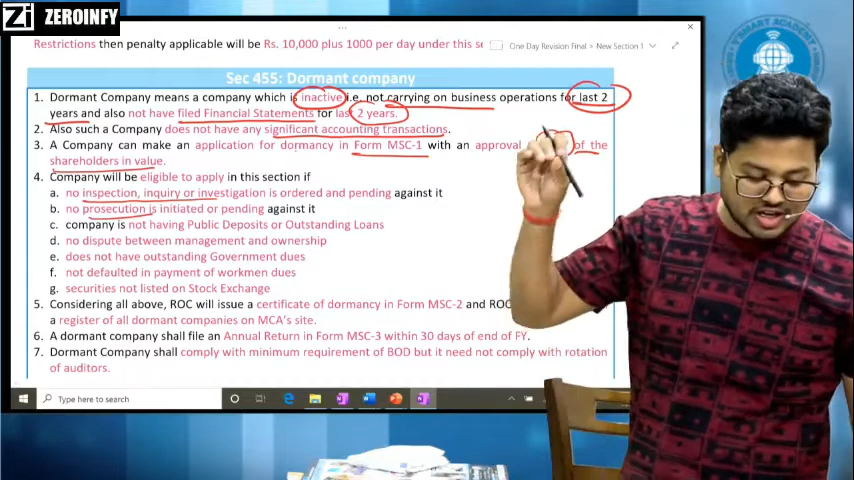 Zi ZEROINFY
Restrictions then penalty applicable will be Rs. 10,000 plus 1000 per day under this se
One Day Revision Final > New Section 1
Sec 455: Dormant company
1. Dormant Company means a company which is inactive i.e. not carrying on business operations for last 2
years and also not have filed Financial Statements for last 2 years.
2. Also such a Company does not have any significant accounting transactions.
3. A Company can make an application for dormancy in Form MSC-1 with an approval of the
shareholders in value.
4. Company will be eligible to apply in this section if
a. no inspection, inquiry or investigation is ordered and pending against it
b. no prosecution is initiated or pending against it
c. company is not having Public Deposits or Outstanding Loans
d. no dispute between management and ownership
e. does not have outstanding Government dues
f. not defaulted in payment of workmen dues
g. securities not listed on Stock Exchange
5. Considering all above, ROC will issue a certificate of dormancy in Form MSC-2 and ROC
a register of all dormant companies on MCA's site.
6. A dormant company shall file an Annual Return in Form MSC-3 within 30 days of end of FY.
7. Dormant Company shall comply with minimum requirement of BOD but it need not comply with rotation
of auditors.
Type here to search